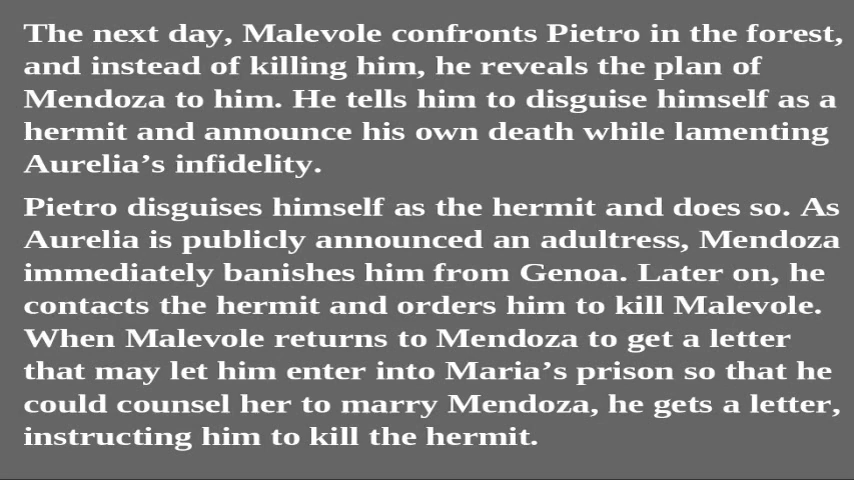 The next day, Malevole confronts Pietro in the forest,
and instead of killing him, he reveals the plan of
Mendoza to him. He tells him to disguise himself as a
hermit and announce his own death while lamenting
Aurelia’s infidelity.
Pietro disguises himself as the hermit and does so. As
Aurelia is publicly announced an adultress, Mendoza
immediately banishes him from Genoa. Later on, he
contacts the hermit and orders him to kill Malevole.
When Malevole returns to Mendoza to get a letter
that may let him enter into Maria’s prison so that he
could counsel her to marry Mendoza, he gets a letter,
instructing him to kill the hermit.